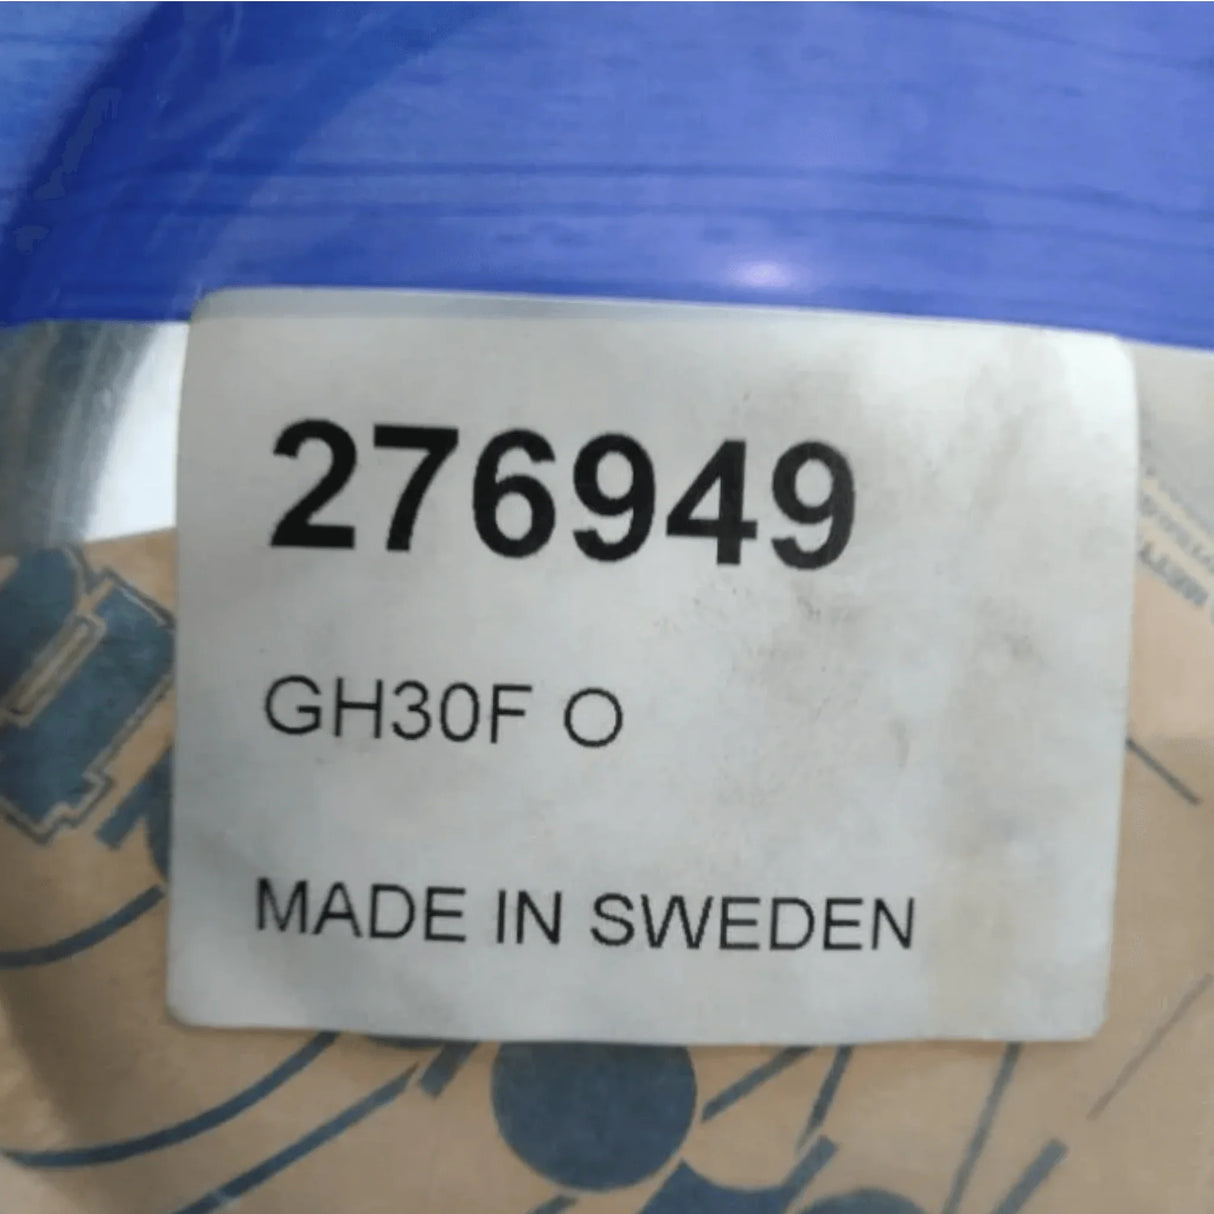 276949
GH30F O
MADE IN SWEDEN